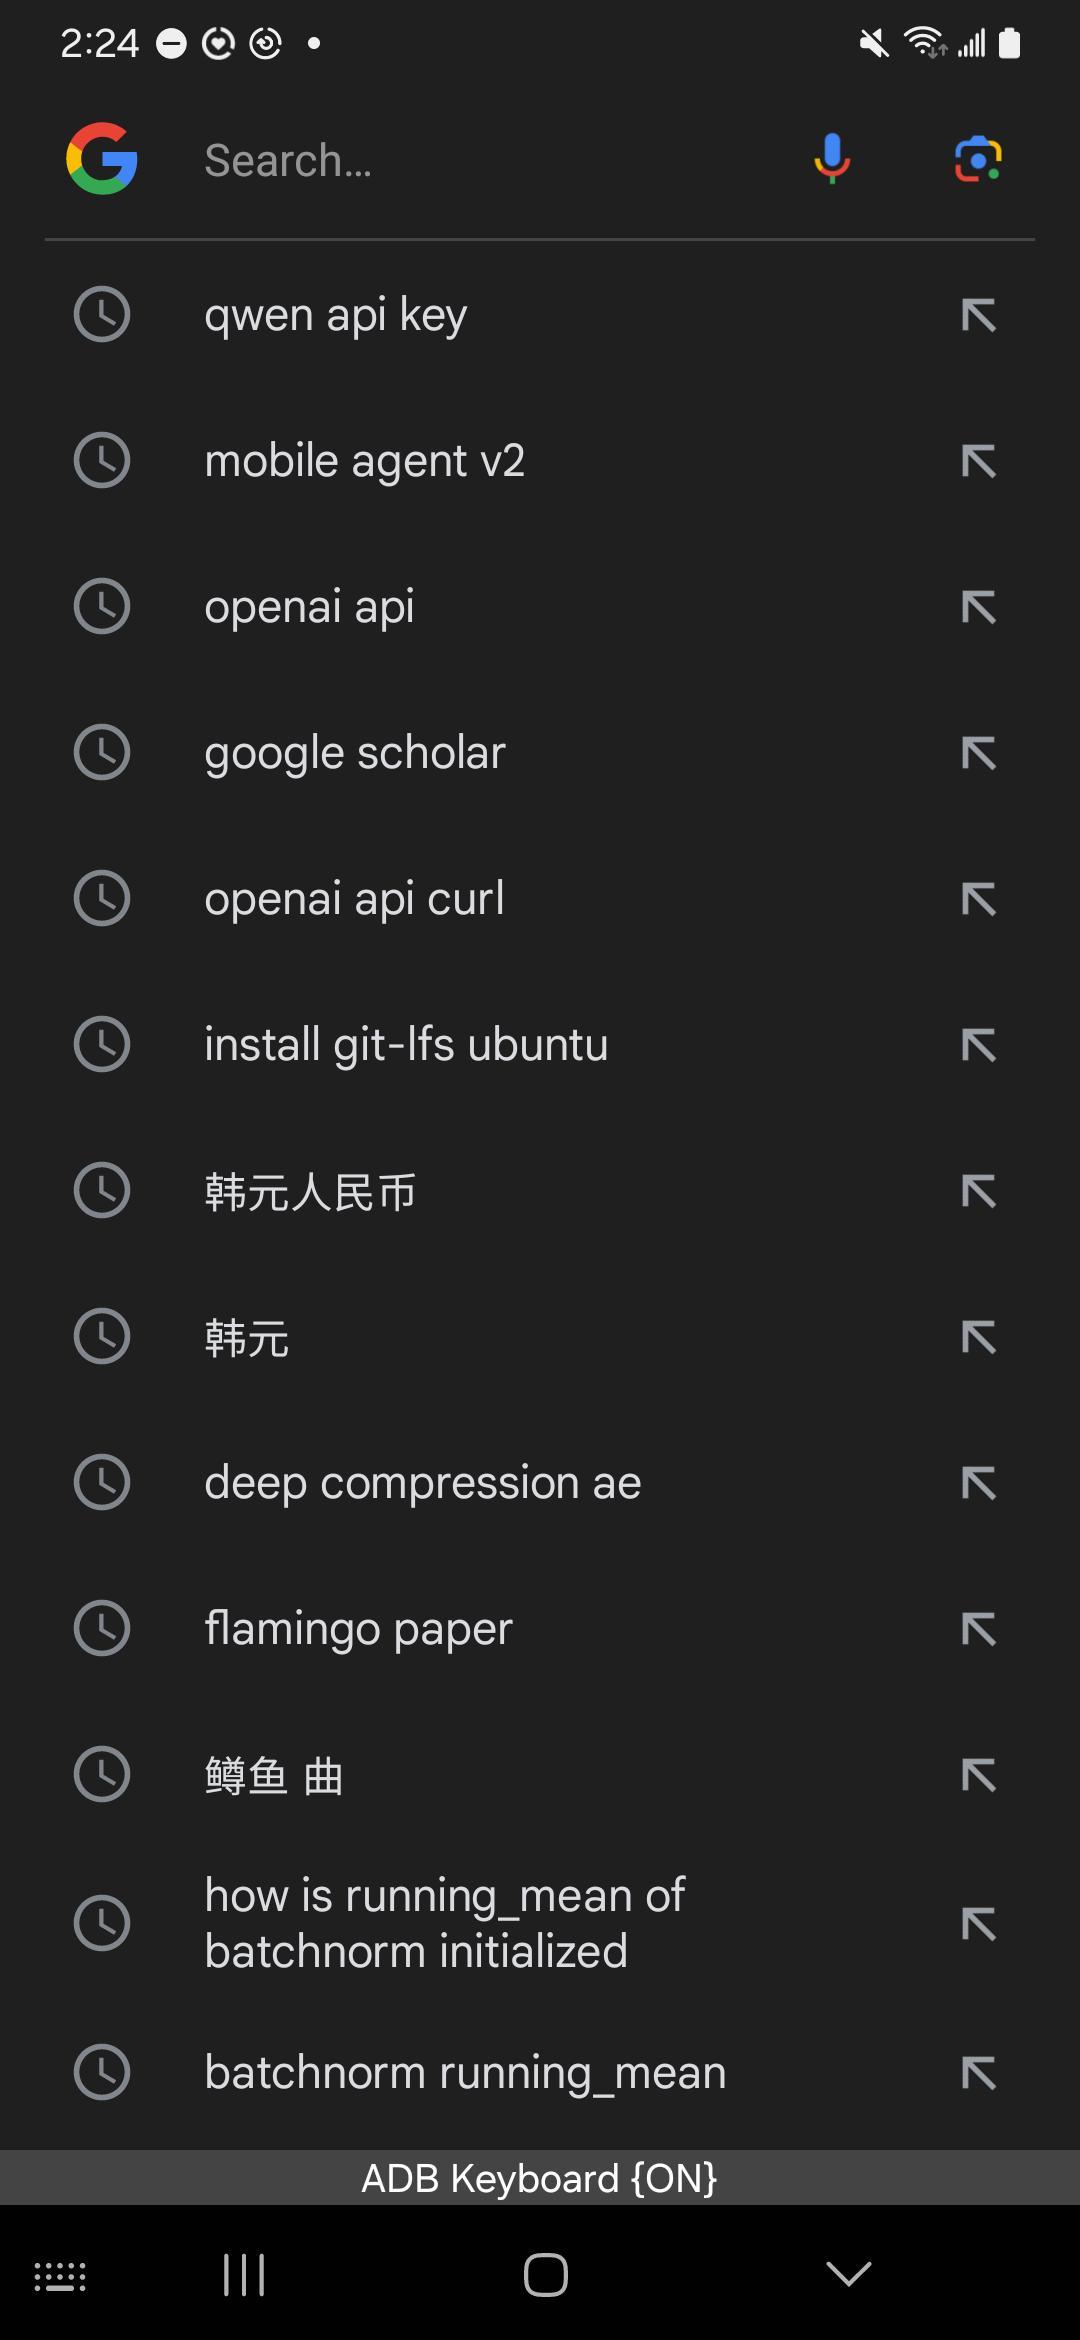 2:24
Search...
qwen api key
mobile agent v2
openai api
google scholar
openai api curl
install git-lfs ubuntu
韩元人民币
韩元
deep compression ae
flamingo paper
鳟鱼 曲
how is running_mean of
batchnorm initialized
batchnorm running_mean
ADB Keyboard {ON}